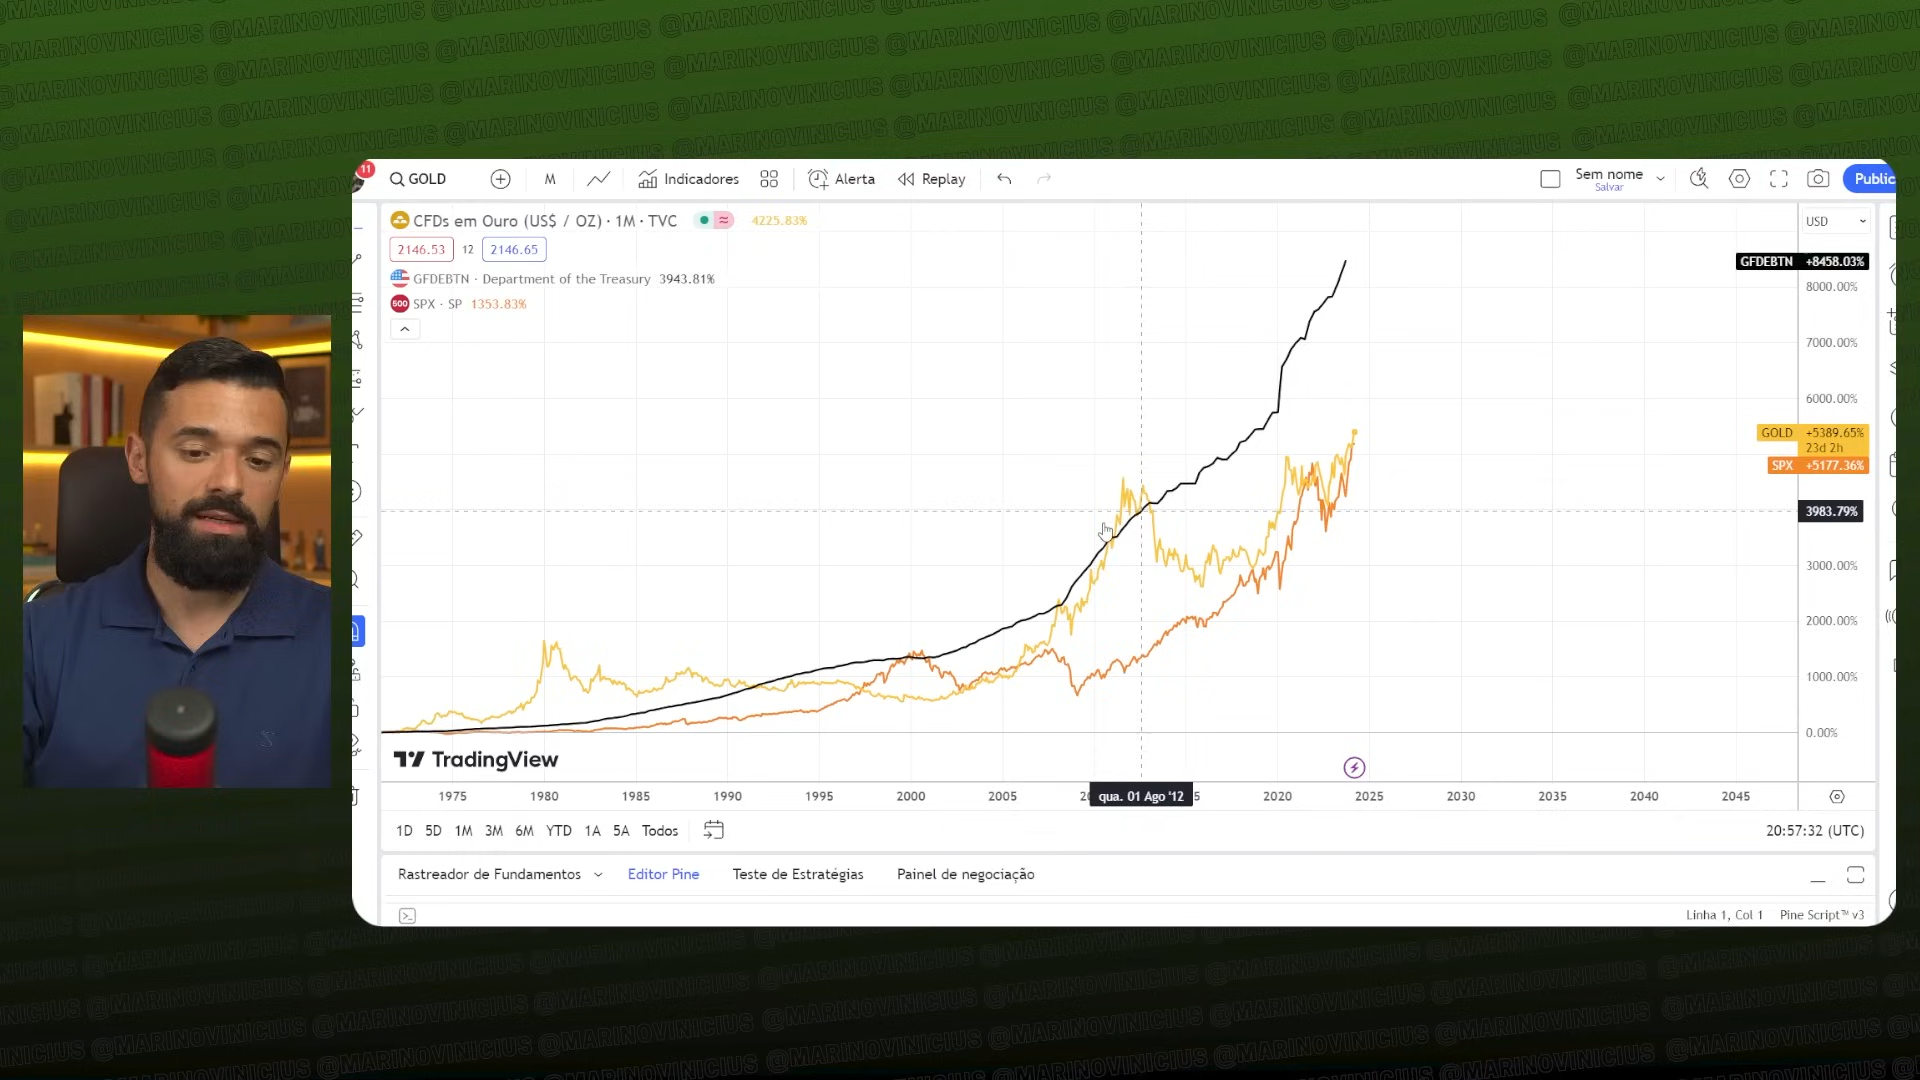 @MARINOVINICIUS @MARINOVINICIUS @MARINOVINICIUS @MARINOVINICIUS
11
GOLD
M
Indicadores
Alerta
Replay
Sem nome
Salvar
Public
CFDs em Ouro (US$ / OZ) · 1M · TVC
4225.83%
USD
2146.53
12
2146.65
GFDEBTN · Department of the Treasury 3943.81%
500
SPX · SP 1353.83%
GFDEBTN +8458.03%
8000.00%
7000.00%
6000.00%
GOLD +5389.65%
23d 2h
SPX +5177.36%
3983.79%
3000.00%
2000.00%
1000.00%
0.00%
TradingView
1975 1980 1985 1990 1995 2000 2005 qua. 01 Ago '12 2020 2025 2030 2035 2040 2045
1D 5D 1M 3M 6M YTD 1A 5A Todos
20:57:32 (UTC)
Rastreador de Fundamentos
Editor Pine
Teste de Estratégias
Painel de negociação
Linha 1, Col 1
Pine Script™ v3